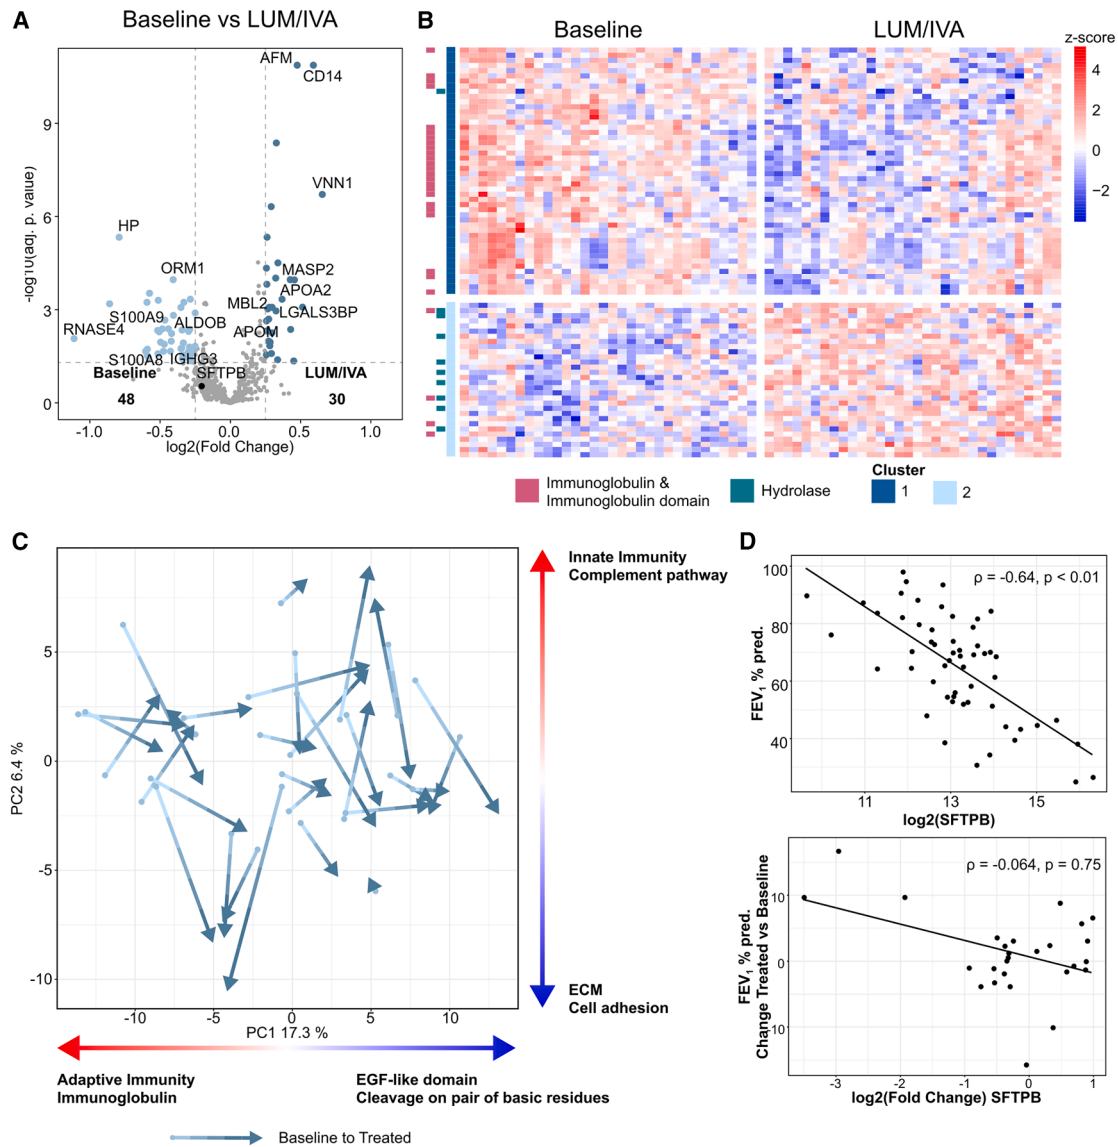 A
Baseline vs LUM/IVA
-log10(adj. p. value)
9
6
3
0
AFM
CD14
VNN1
HP
ORM1
MASP2
APOA2
MBL2
LGALS3BP
S100A9
ALDOB
RNASE4
APOM
S100A8
IGHG3
SFTPB
Baseline
48
LUM/IVA
30
-1.0
-0.5
0.0
0.5
1.0
log2(Fold Change)
B
Baseline
LUM/IVA
z-score
4
2
0
−2
Immunoglobulin &
Immunoglobulin domain
Hydrolase
Cluster
1
2
C
PC2 6.4 %
5
0
-5
-10
-10
-5
0
5
10
PC1 17.3 %
Innate Immunity
Complement pathway
ECM
Cell adhesion
Adaptive Immunity
Immunoglobulin
EGF-like domain
Cleavage on pair of basic residues
Baseline to Treated
D
ρ = -0.64, p < 0.01
FEV1 % pred.
100
80
60
40
11
13
15
log2(SFTPB)
ρ = -0.064, p = 0.75
FEV1 % pred.
Change Treated vs Baseline
10
0
-10
-3
-2
-1
0
1
log2(Fold Change) SFTPB